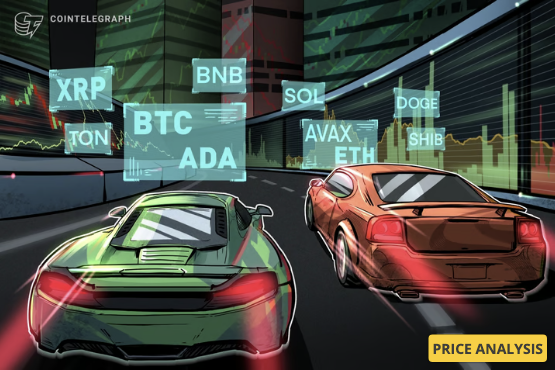 COINTELEGRAPH
XRP
BNB
SOL
DOGE
TON
BTC
ADA
AVAX
ETH
SHIB
PRICE ANALYSIS